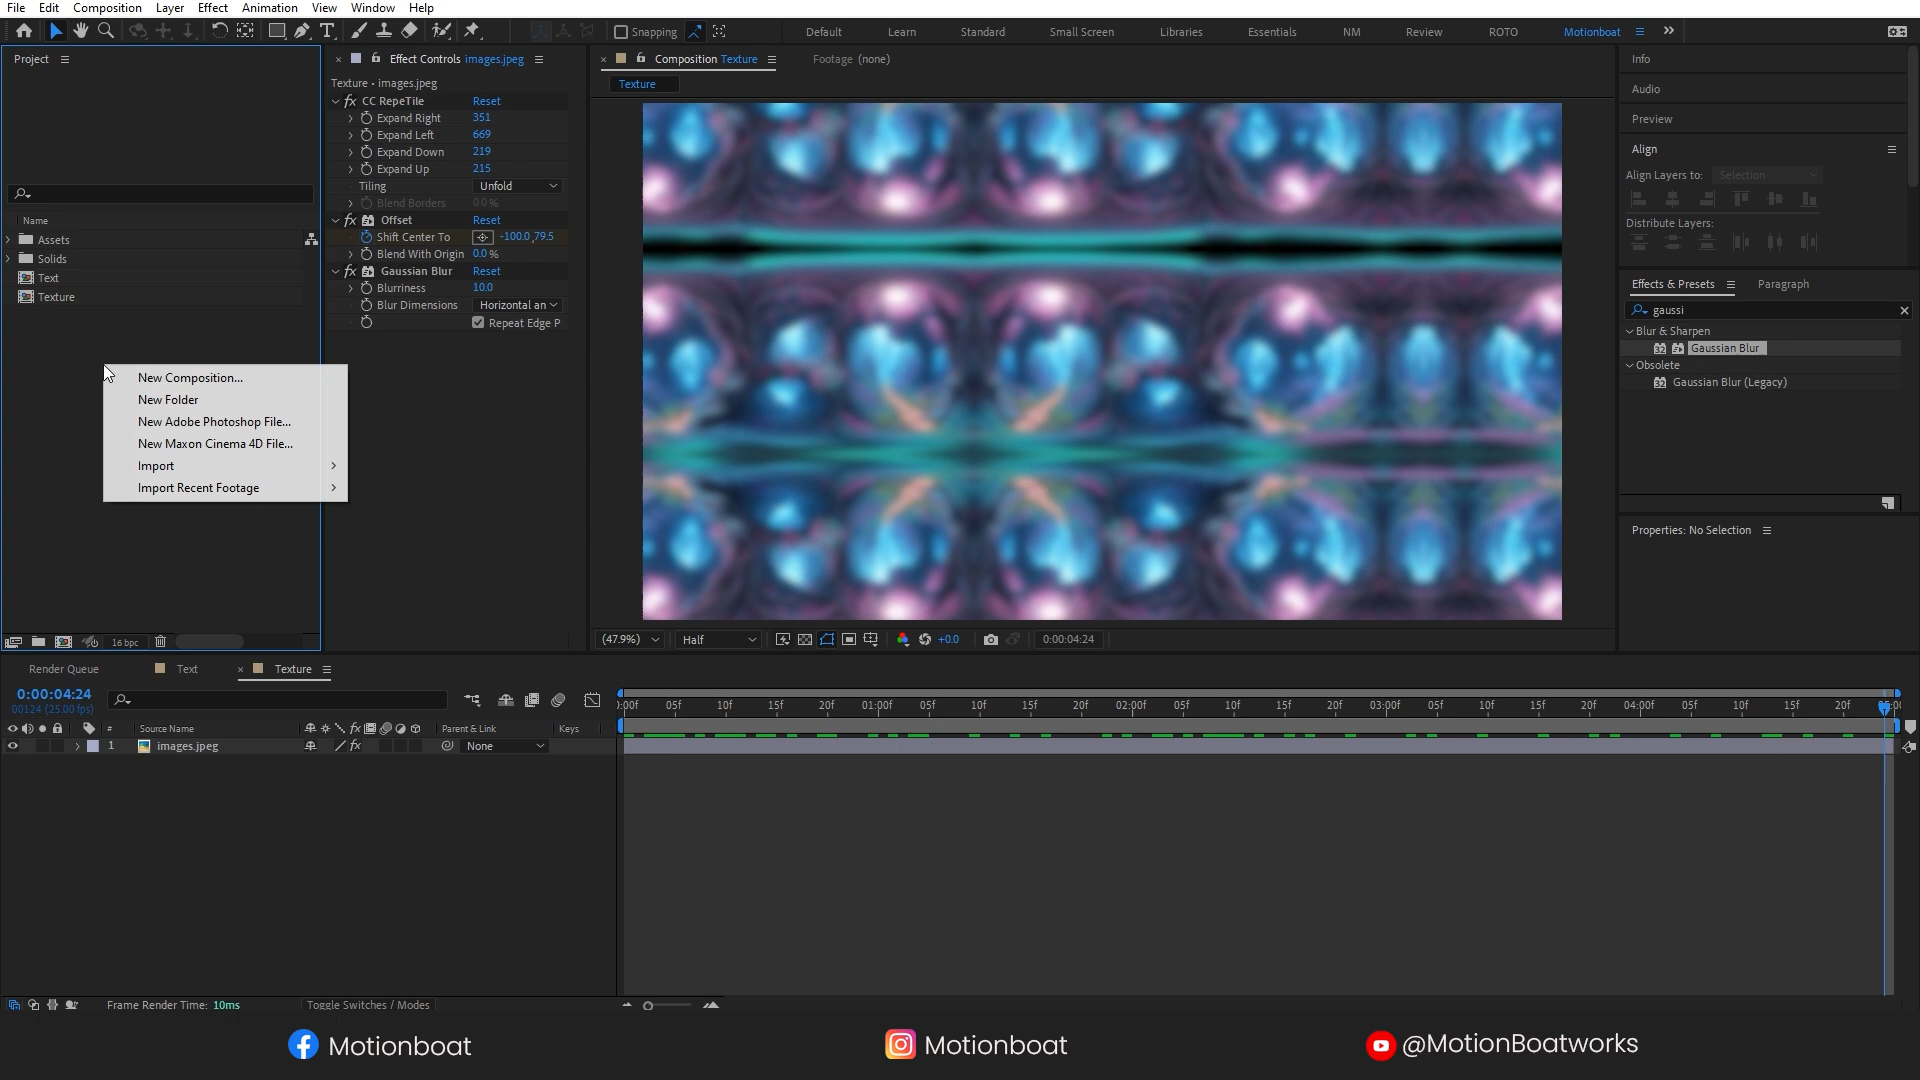 File Edit Composition Layer Effect Animation View Window Help
Snapping Default Learn Standard Small Screen Libraries Essentials NM Review ROTO Motionboat
Project
Name
Assets
Solids
Text
Texture
New Composition...
New Folder
New Adobe Photoshop File...
New Maxon Cinema 4D File...
Import
Import Recent Footage
16 bpc
Effect Controls images.jpeg
Texture • images.jpeg
fx CC RepeTile Reset
Expand Right 351
Expand Left 669
Expand Down 219
Expand Up 215
Tiling Unfold
Blend Borders 0.0 %
fx Offset Reset
Shift Center To -100.0,79.5
Blend With Origin 0.0 %
fx Gaussian Blur Reset
Blurriness 10.0
Blur Dimensions Horizontal an
Repeat Edge P
Composition Texture Footage (none)
Texture
(47.9%) Half +0.0 0:00:04:24
Info
Audio
Preview
Align
Align Layers to: Selection
Distribute Layers:
Effects & Presets Paragraph
gaussi
Blur & Sharpen
32 Gaussian Blur
Obsolete
32 Gaussian Blur (Legacy)
Properties: No Selection
Render Queue Text Texture
0:00:04:24
00124 (25.00 fps)
# Source Name fx Parent & Link Keys
1 images.jpeg fx None
:00f 05f 10f 15f 20f 01:00f 05f 10f 15f 20f 02:00f 05f 10f 15f 20f 03:00f 05f 10f 15f 20f 04:00f 05f 10f 15f 20f
Frame Render Time: 10ms Toggle Switches / Modes
Motionboat Motionboat @MotionBoatworks